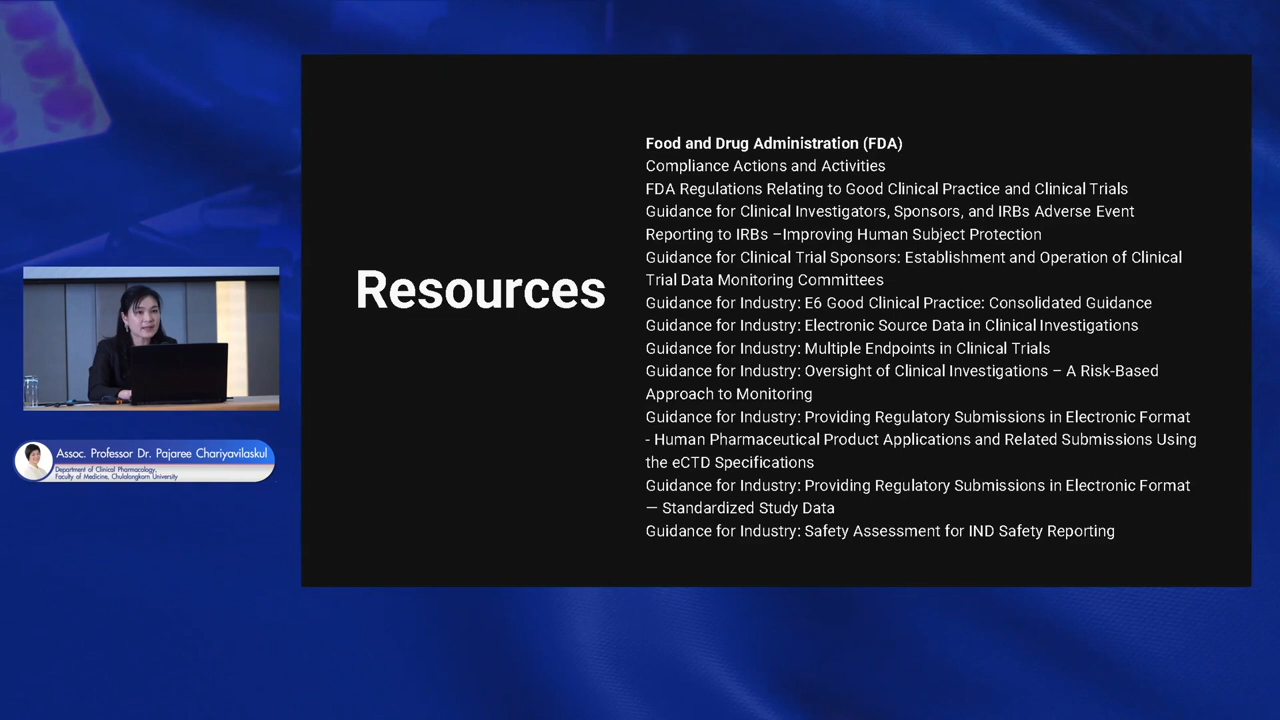 Resources
Food and Drug Administration (FDA)
Compliance Actions and Activities
FDA Regulations Relating to Good Clinical Practice and Clinical Trials
Guidance for Clinical Investigators, Sponsors, and IRBs Adverse Event
Reporting to IRBs –Improving Human Subject Protection
Guidance for Clinical Trial Sponsors: Establishment and Operation of Clinical
Trial Data Monitoring Committees
Guidance for Industry: E6 Good Clinical Practice: Consolidated Guidance
Guidance for Industry: Electronic Source Data in Clinical Investigations
Guidance for Industry: Multiple Endpoints in Clinical Trials
Guidance for Industry: Oversight of Clinical Investigations – A Risk-Based
Approach to Monitoring
Guidance for Industry: Providing Regulatory Submissions in Electronic Format
- Human Pharmaceutical Product Applications and Related Submissions Using
the eCTD Specifications
Guidance for Industry: Providing Regulatory Submissions in Electronic Format
— Standardized Study Data
Guidance for Industry: Safety Assessment for IND Safety Reporting
Assoc. Professor Dr. Pajaree Chariyavilaskul
Department of Clinical Pharmacology,
Faculty of Medicine, Chulalongkorn University